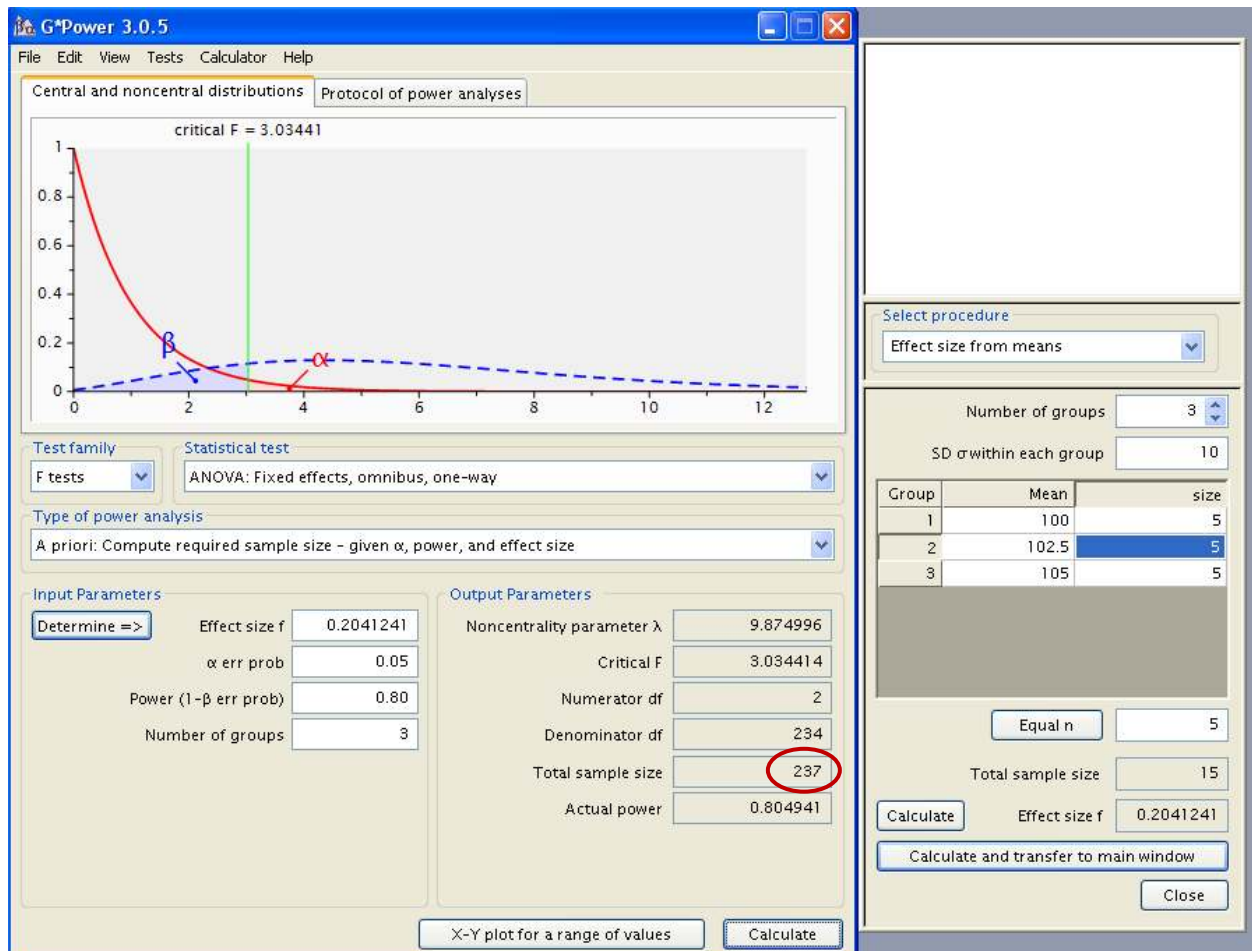 G*Power 3.0.5
File Edit View Tests Calculator Help
Central and noncentral distributions Protocol of power analyses
critical F = 3.03441
1
0.8
0.6
0.4
0.2
0
β
α
0 2 4 6 8 10 12
Test family Statistical test
F tests ANOVA: Fixed effects, omnibus, one-way
Type of power analysis
A priori: Compute required sample size – given α, power, and effect size
Input Parameters
Determine => Effect size f 0.2041241
α err prob 0.05
Power (1-β err prob) 0.80
Number of groups 3
Output Parameters
Noncentrality parameter λ 9.874996
Critical F 3.034414
Numerator df 2
Denominator df 234
Total sample size 237
Actual power 0.804941
X-Y plot for a range of values Calculate
Select procedure
Effect size from means
Number of groups 3
SD σ within each group 10
Group Mean size
1 100 5
2 102.5 5
3 105 5
Equal n 5
Total sample size 15
Calculate Effect size f 0.2041241
Calculate and transfer to main window
Close